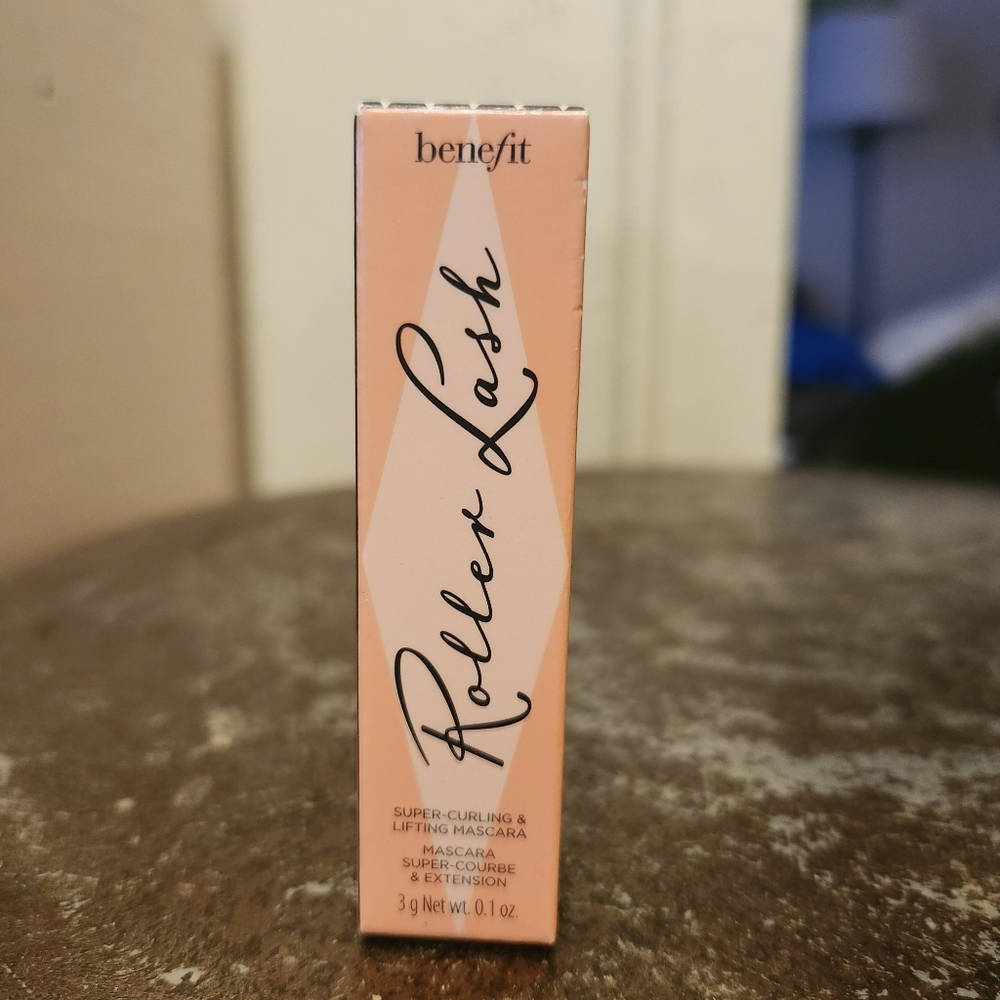 benefit
Roller Lash
SUPER-CURLING &
LIFTING MASCARA
MASCARA
SUPER-COURBE
& EXTENSION
3 g Net wt. 0.1 oz.